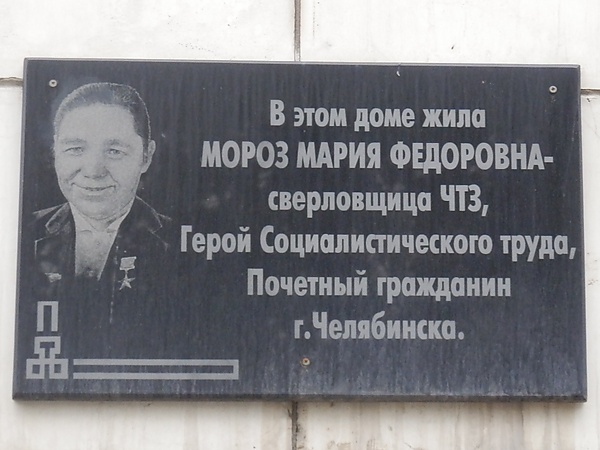 В этом доме жила
МОРОЗ МАРИЯ ФЕДОРОВНА-
сверловщица ЧТЗ,
Герой Социалистического труда,
Почетный гражданин
г.Челябинска.